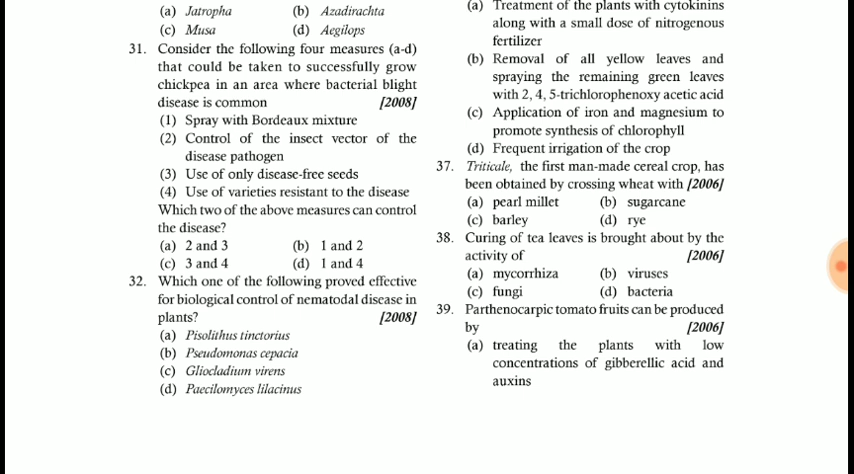 (a) Jatropha (b) Azadirachta
(c) Musa (d) Aegilops
31. Consider the following four measures (a-d)
that could be taken to successfully grow
chickpea in an area where bacterial blight
disease is common [2008]
(1) Spray with Bordeaux mixture
(2) Control of the insect vector of the
disease pathogen
(3) Use of only disease-free seeds
(4) Use of varieties resistant to the disease
Which two of the above measures can control
the disease?
(a) 2 and 3 (b) 1 and 2
(c) 3 and 4 (d) 1 and 4
32. Which one of the following proved effective
for biological control of nematodal disease in
plants? [2008]
(a) Pisolithus tinctorius
(b) Pseudomonas cepacia
(c) Gliocladium virens
(d) Paecilomyces lilacinus
(a) Treatment of the plants with cytokinins
along with a small dose of nitrogenous
fertilizer
(b) Removal of all yellow leaves and
spraying the remaining green leaves
with 2, 4, 5-trichlorophenoxy acetic acid
(c) Application of iron and magnesium to
promote synthesis of chlorophyll
(d) Frequent irrigation of the crop
37. Triticale, the first man-made cereal crop, has
been obtained by crossing wheat with [2006]
(a) pearl millet (b) sugarcane
(c) barley (d) rye
38. Curing of tea leaves is brought about by the
activity of [2006]
(a) mycorrhiza (b) viruses
(c) fungi (d) bacteria
39. Parthenocarpic tomato fruits can be produced
by [2006]
(a) treating the plants with low
concentrations of gibberellic acid and
auxins